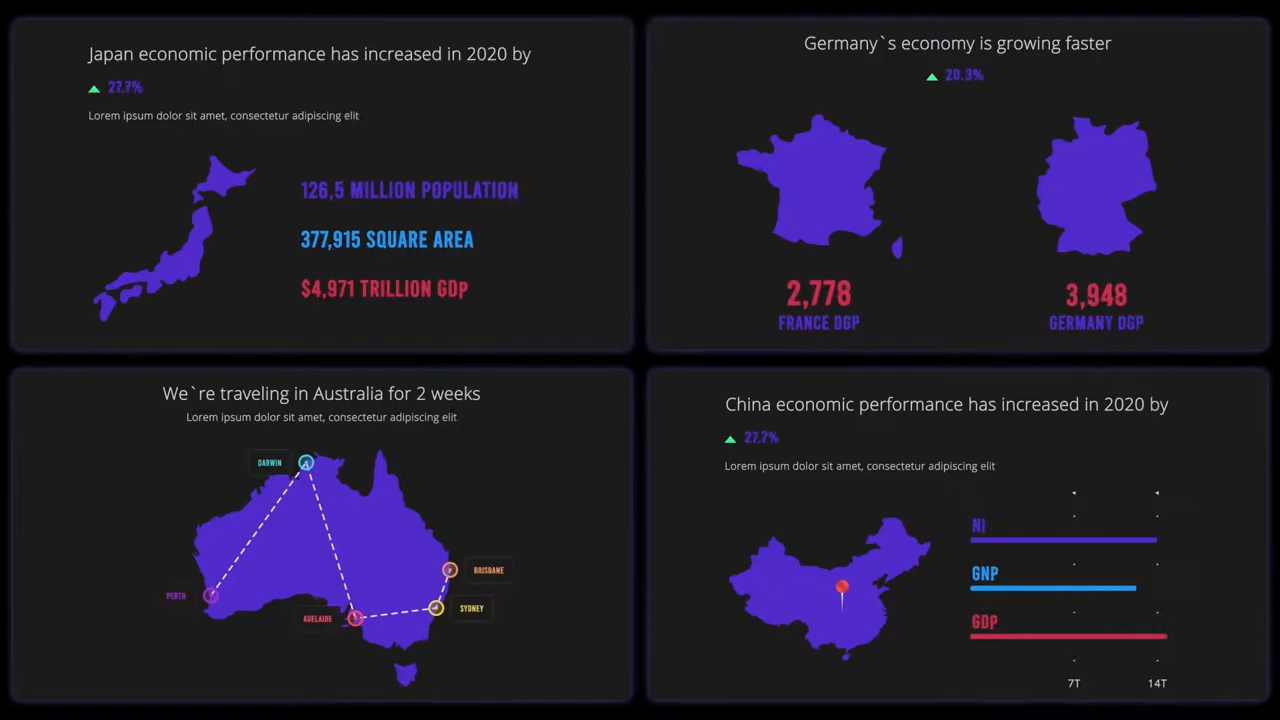 Japan economic performance has increased in 2020 by
27.7%
Lorem ipsum dolor sit amet, consectetur adipiscing elit
126,5 MILLION POPULATION
377,915 SQUARE AREA
$4,971 TRILLION GDp
Germany`s economy is growing faster
20.3%
2,778
FRANCE DGP
3,948
GERMANY DGP
We`re traveling in Australia for 2 weeks
Lorem ipsum dolor sit amet, consectetur adipiscing elit
DARWIN
BRISBANE
PERTH
SYDNEY
ADELAIDE
China economic performance has increased in 2020 by
27.7%
Lorem ipsum dolor sit amet, consectetur adipiscing elit
NI
GNP
GDP
7T 14T